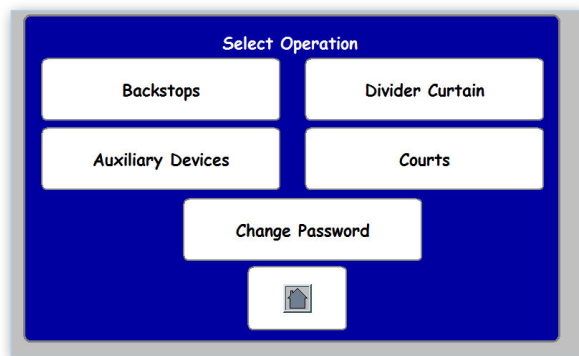 Select Operation
Backstops
Divider Curtain
Auxiliary Devices
Courts
Change Password